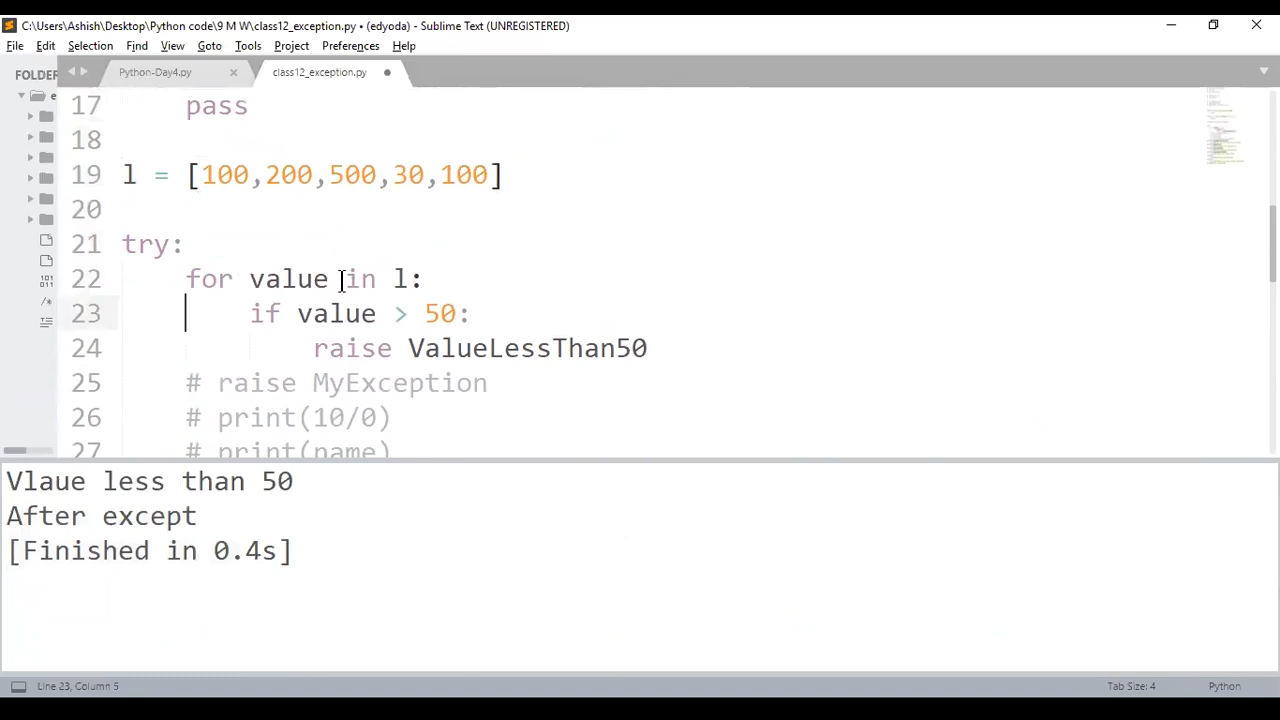 C:\Users\Ashish\Desktop\Python code\9 M W\class12_exception.py • (edyoda) - Sublime Text (UNREGISTERED)
File Edit Selection Find View Goto Tools Project Preferences Help
FOLDER Python-Day4.py × class12_exception.py
e
17 pass
18
19 l = [100,200,500,30,100]
20
21 try:
22 for value in l:
23 if value > 50:
24 raise ValueLessThan50
25 # raise MyException
26 # print(10/0)
27 # print(name)
Vlaue less than 50
After except
[Finished in 0.4s]
Line 23, Column 5 Tab Size: 4 Python